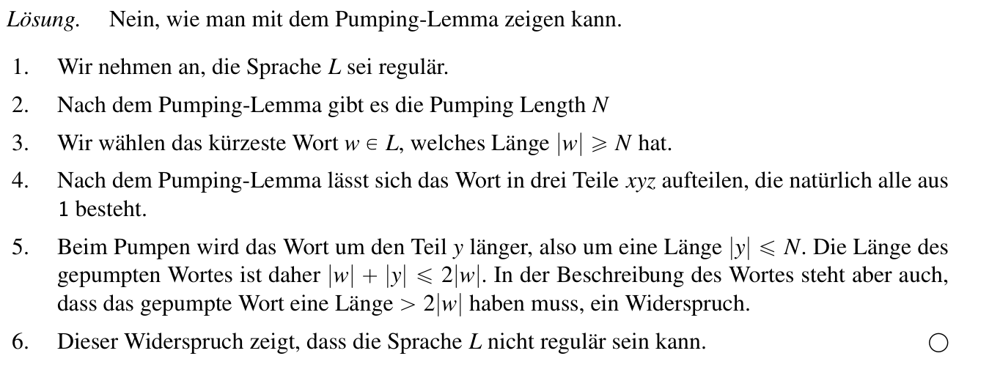 Lösung. Nein, wie man mit dem Pumping-Lemma zeigen kann.
1. Wir nehmen an, die Sprache L sei regulär.
2. Nach dem Pumping-Lemma gibt es die Pumping Length N
3. Wir wählen das kürzeste Wort w ∈ L, welches Länge |w| ⩾ N hat.
4. Nach dem Pumping-Lemma lässt sich das Wort in drei Teile xyz aufteilen, die natürlich alle aus
1 besteht.
5. Beim Pumpen wird das Wort um den Teil y länger, also um eine Länge |y| ⩽ N. Die Länge des
gepumpten Wortes ist daher |w| + |y| ⩽ 2|w|. In der Beschreibung des Wortes steht aber auch,
dass das gepumpte Wort eine Länge > 2|w| haben muss, ein Widerspruch.
6. Dieser Widerspruch zeigt, dass die Sprache L nicht regulär sein kann. ○